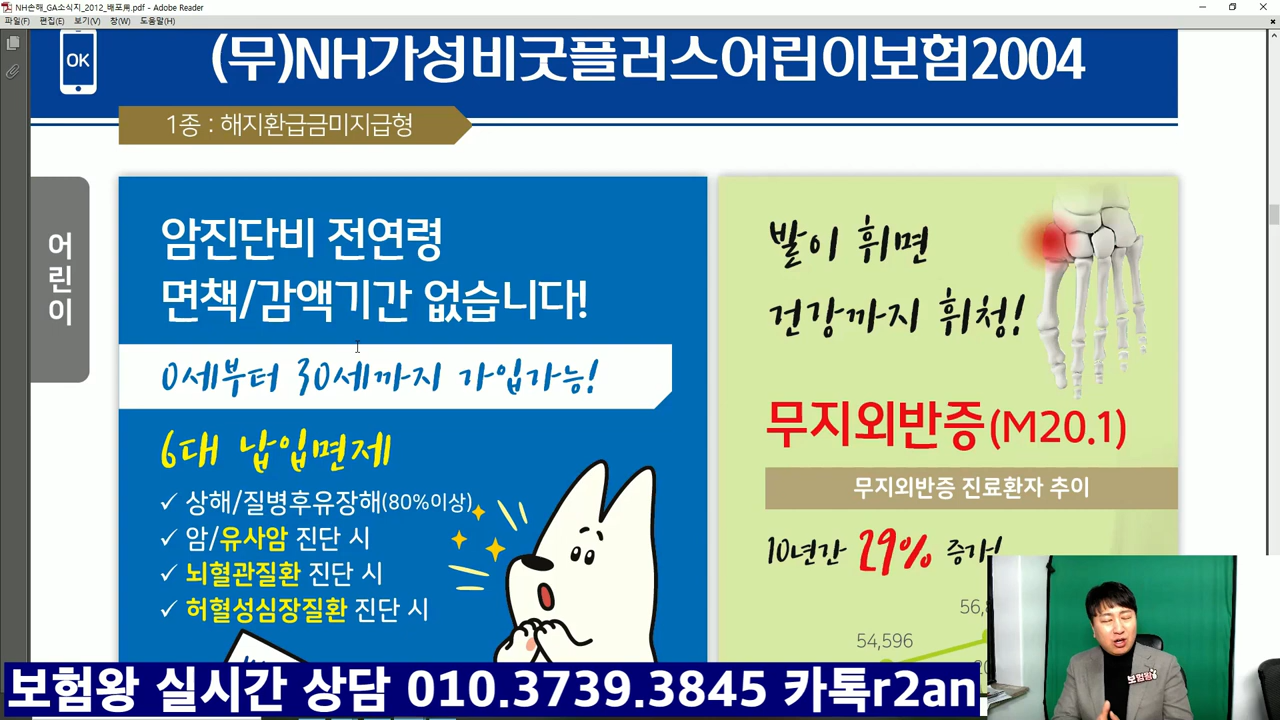 NH손해_GA소식지_2012_배포用.pdf - Adobe Reader
파일(F) 편집(E) 보기(V) 창(W) 도움말(H)
OK
(무)NH가성비굿플러스어린이보험2004
1종 : 해지환급금미지급형
어린이
암진단비 전연령
면책/감액기간 없습니다!
0세부터 30세까지 가입가능!
6대 납입면제
✓ 상해/질병후유장해(80%이상)
✓ 암/유사암 진단 시
✓ 뇌혈관질환 진단 시
✓ 허혈성심장질환 진단 시
발이 휘면
건강까지 휘청!
무지외반증(M20.1)
무지외반증 진료환자 추이
10년간 29% 증가!
54,596
보험왕
보험왕 실시간 상담 010.3739.3845 카톡r2an